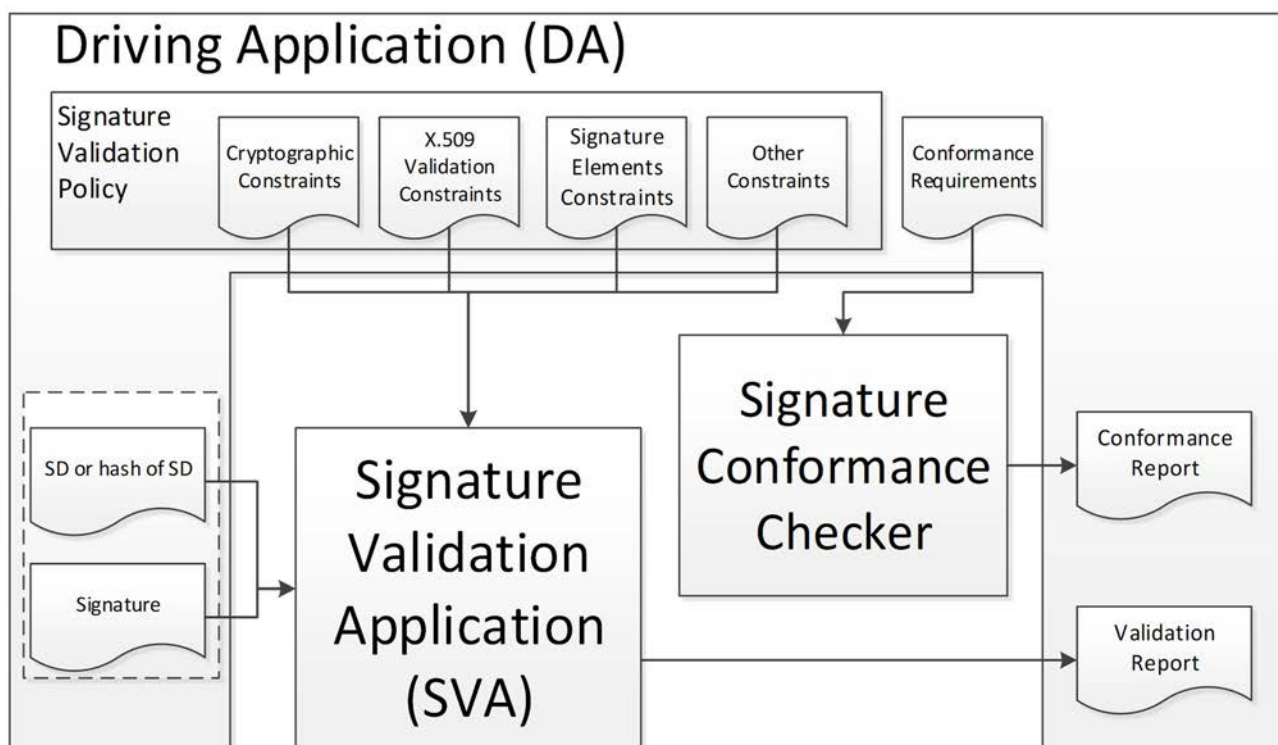 Driving Application (DA)
Signature
Validation
Policy
Cryptographic
Constraints
X.509
Validation
Constraints
Signature
Elements
Constraints
Other
Constraints
Conformance
Requirements
SD or hash of SD
Signature
Signature
Validation
Application
(SVA)
Signature
Conformance
Checker
Conformance
Report
Validation
Report